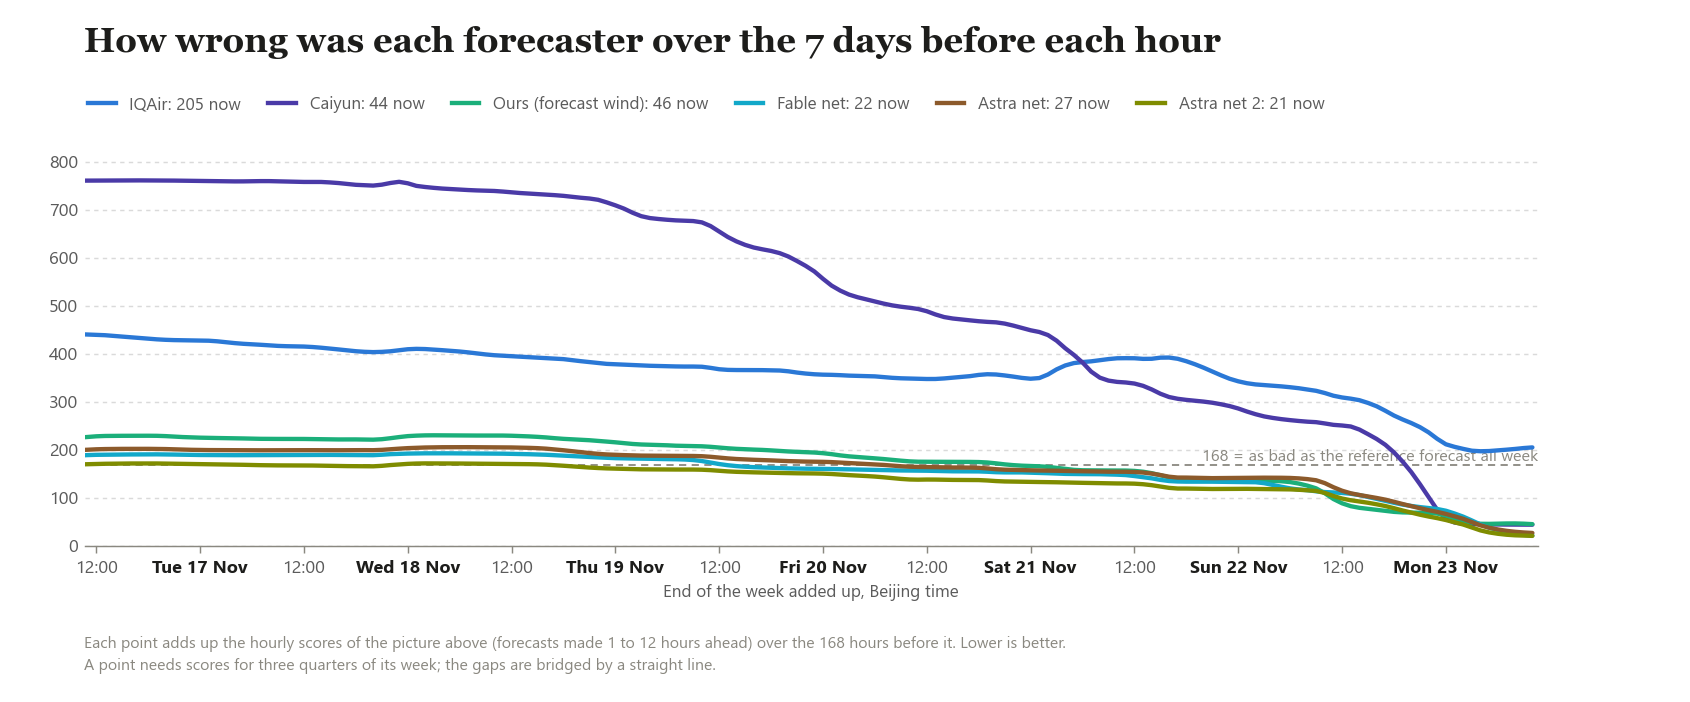 How wrong was each forecaster over the 7 days before each hour
IQAir: 205 now Caiyun: 44 now Ours (forecast wind): 46 now Fable net: 22 now Astra net: 27 now Astra net 2: 21 now
800
700
600
500
400
300
200
168 = as bad as the reference forecast all week
100
0
12:00 Tue 17 Nov 12:00 Wed 18 Nov 12:00 Thu 19 Nov 12:00 Fri 20 Nov 12:00 Sat 21 Nov 12:00 Sun 22 Nov 12:00 Mon 23 Nov
End of the week added up, Beijing time
Each point adds up the hourly scores of the picture above (forecasts made 1 to 12 hours ahead) over the 168 hours before it. Lower is better.
A point needs scores for three quarters of its week; the gaps are bridged by a straight line.